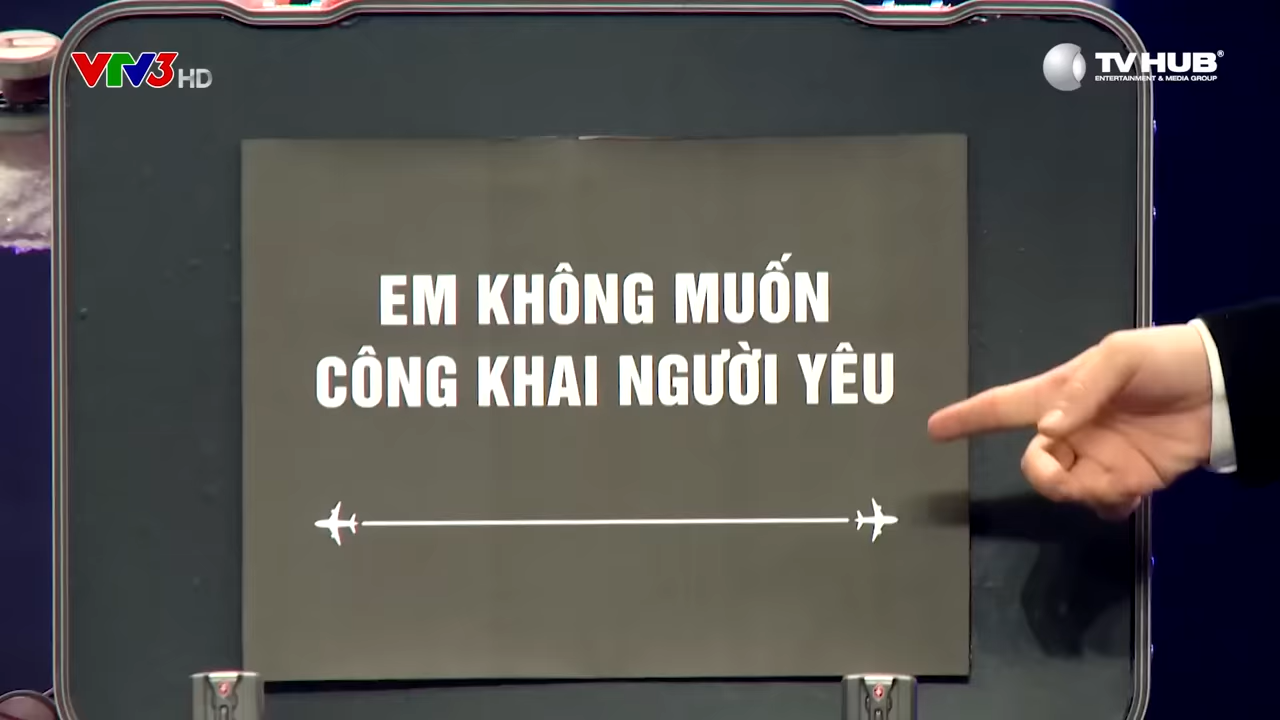 VTV3 HD
TV HUB®
ENTERTAINMENT & MEDIA GROUP
EM KHÔNG MUỐN
CÔNG KHAI NGƯỜI YÊU